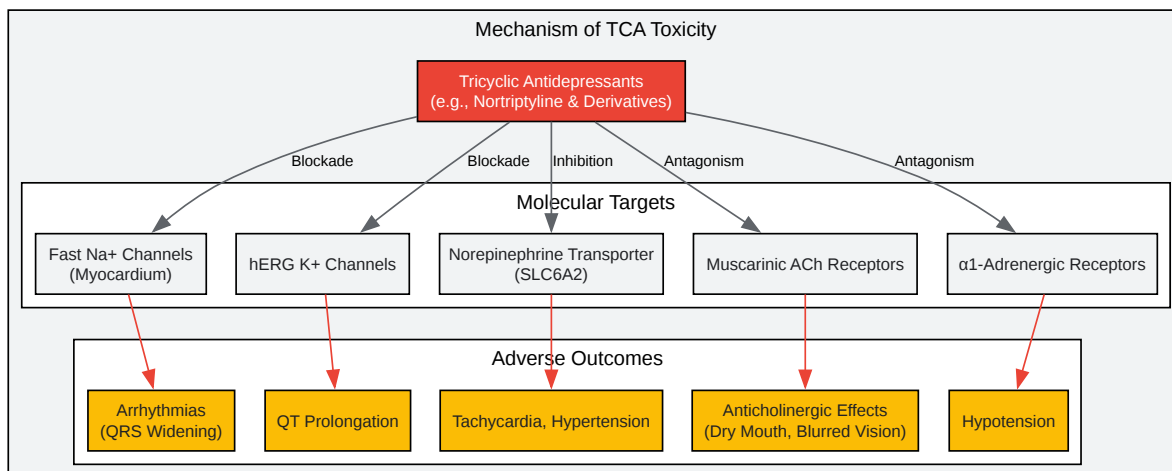 Mechanism of TCA Toxicity
Tricyclic Antidepressants
(e.g., Nortriptyline & Derivatives)
Blockade
Blockade
Inhibition
Antagonism
Antagonism
Molecular Targets
Fast Na+ Channels
(Myocardium)
hERG K+ Channels
Norepinephrine Transporter
(SLC6A2)
Muscarinic ACh Receptors
α1-Adrenergic Receptors
Adverse Outcomes
Arrhythmias
(QRS Widening)
QT Prolongation
Tachycardia, Hypertension
Anticholinergic Effects
(Dry Mouth, Blurred Vision)
Hypotension